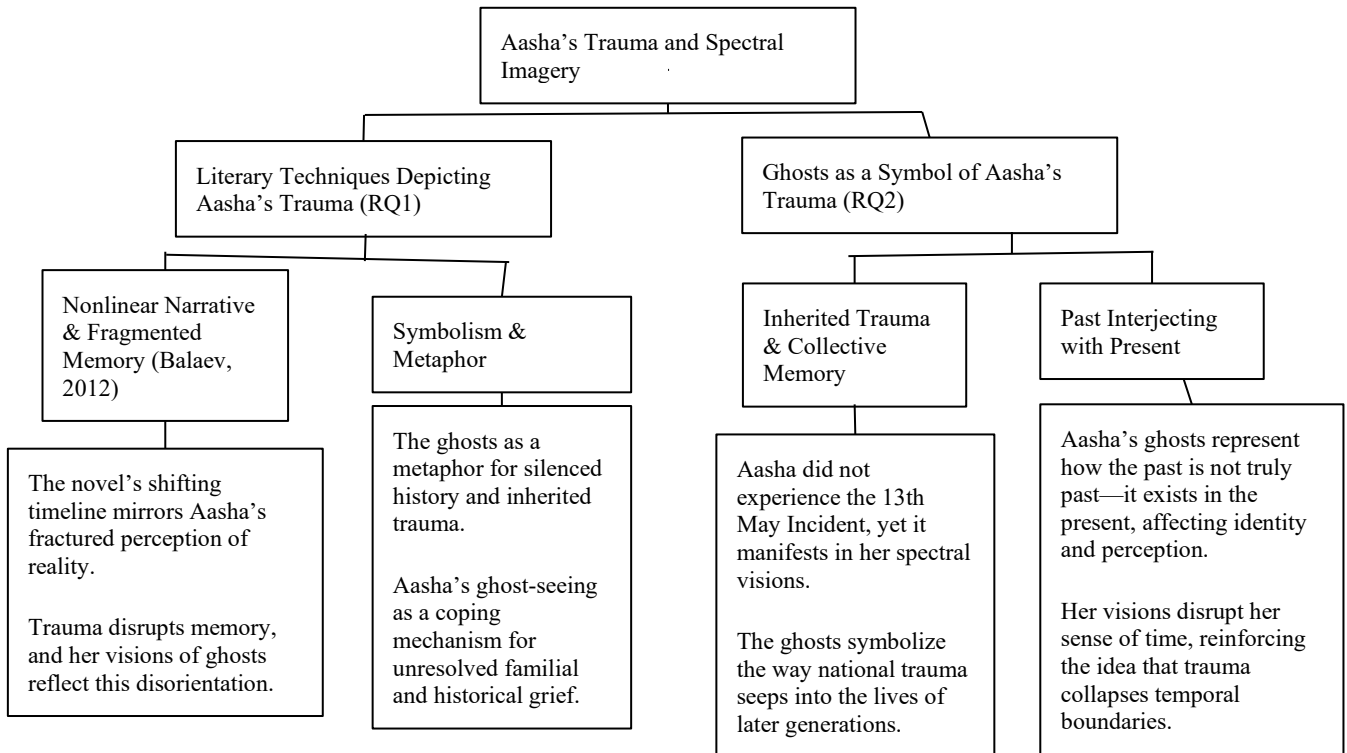 Aasha’s Trauma and Spectral
Imagery
Literary Techniques Depicting
Aasha’s Trauma (RQ1)
Ghosts as a Symbol of Aasha’s
Trauma (RQ2)
Nonlinear Narrative
& Fragmented
Memory (Balaev,
2012)
Symbolism &
Metaphor
Inherited Trauma
& Collective
Memory
Past Interjecting
with Present
The novel’s shifting
timeline mirrors Aasha’s
fractured perception of
reality.
Trauma disrupts memory,
and her visions of ghosts
reflect this disorientation.
The ghosts as a
metaphor for silenced
history and inherited
trauma.
Aasha’s ghost-seeing
as a coping
mechanism for
unresolved familial
and historical grief.
Aasha did not
experience the 13th
May Incident, yet it
manifests in her spectral
visions.
The ghosts symbolize
the way national trauma
seeps into the lives of
later generations.
Aasha’s ghosts represent
how the past is not truly
past—it exists in the
present, affecting identity
and perception.
Her visions disrupt her
sense of time, reinforcing
the idea that trauma
collapses temporal
boundaries.